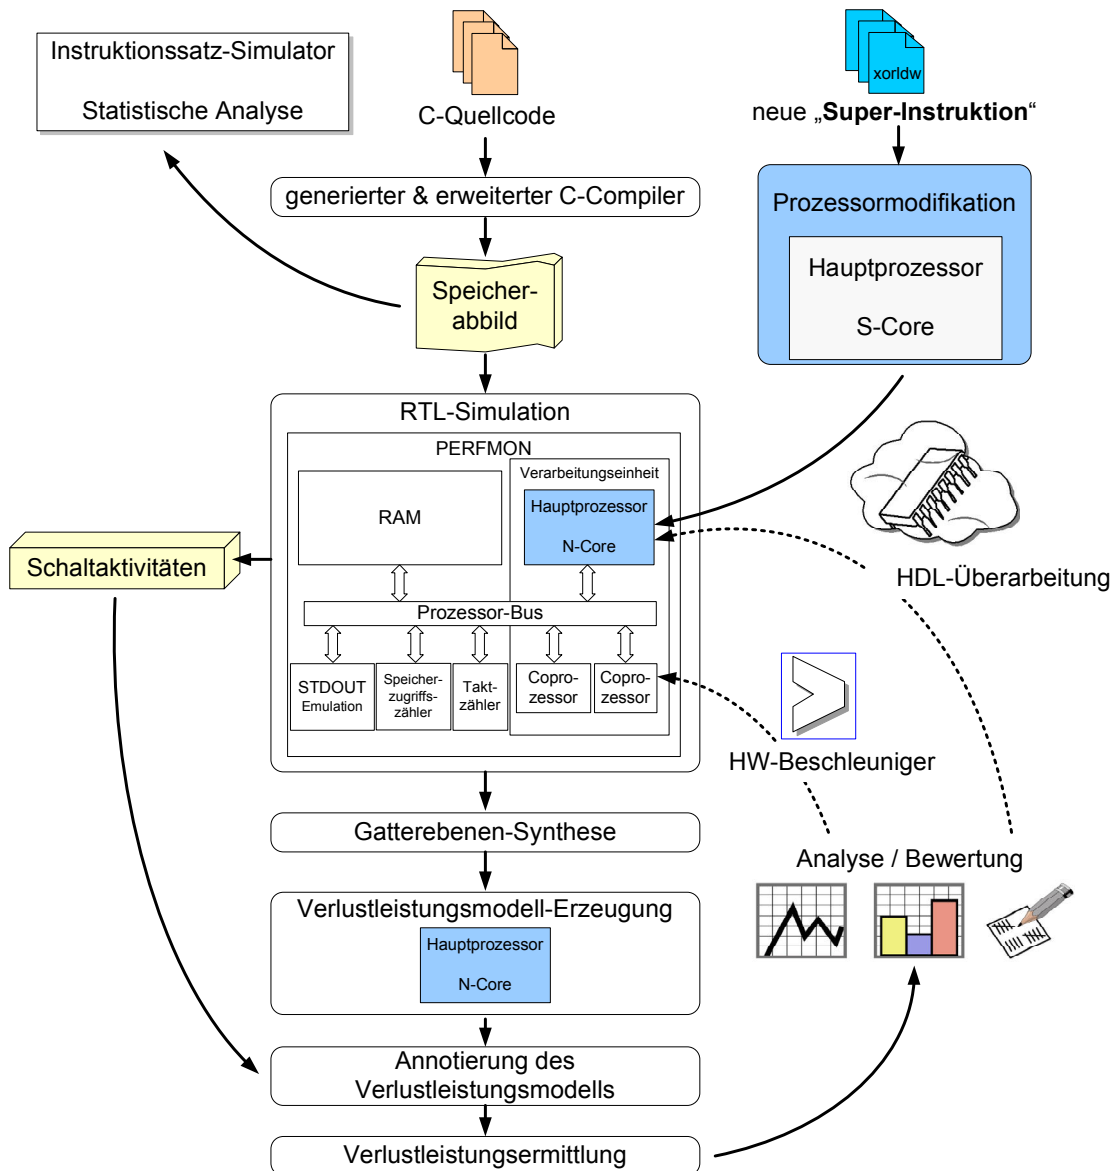 Instruktionssatz-Simulator
Statistische Analyse
C-Quellcode
xorldw
neue „Super-Instruktion“
generierter & erweiterter C-Compiler
Prozessormodifikation
Hauptprozessor
S-Core
Speicher-
abbild
RTL-Simulation
PERFMON
Verarbeitungseinheit
RAM
Hauptprozessor
N-Core
Prozessor-Bus
STDOUT
Emulation
Speicher-
zugriffs-
zähler
Takt-
zähler
Copro-
zessor
Copro-
zessor
Schaltaktivitäten
HDL-Überarbeitung
HW-Beschleuniger
Gatterebenen-Synthese
Analyse / Bewertung
Verlustleistungsmodell-Erzeugung
Hauptprozessor
N-Core
Annotierung des
Verlustleistungsmodells
Verlustleistungsermittlung